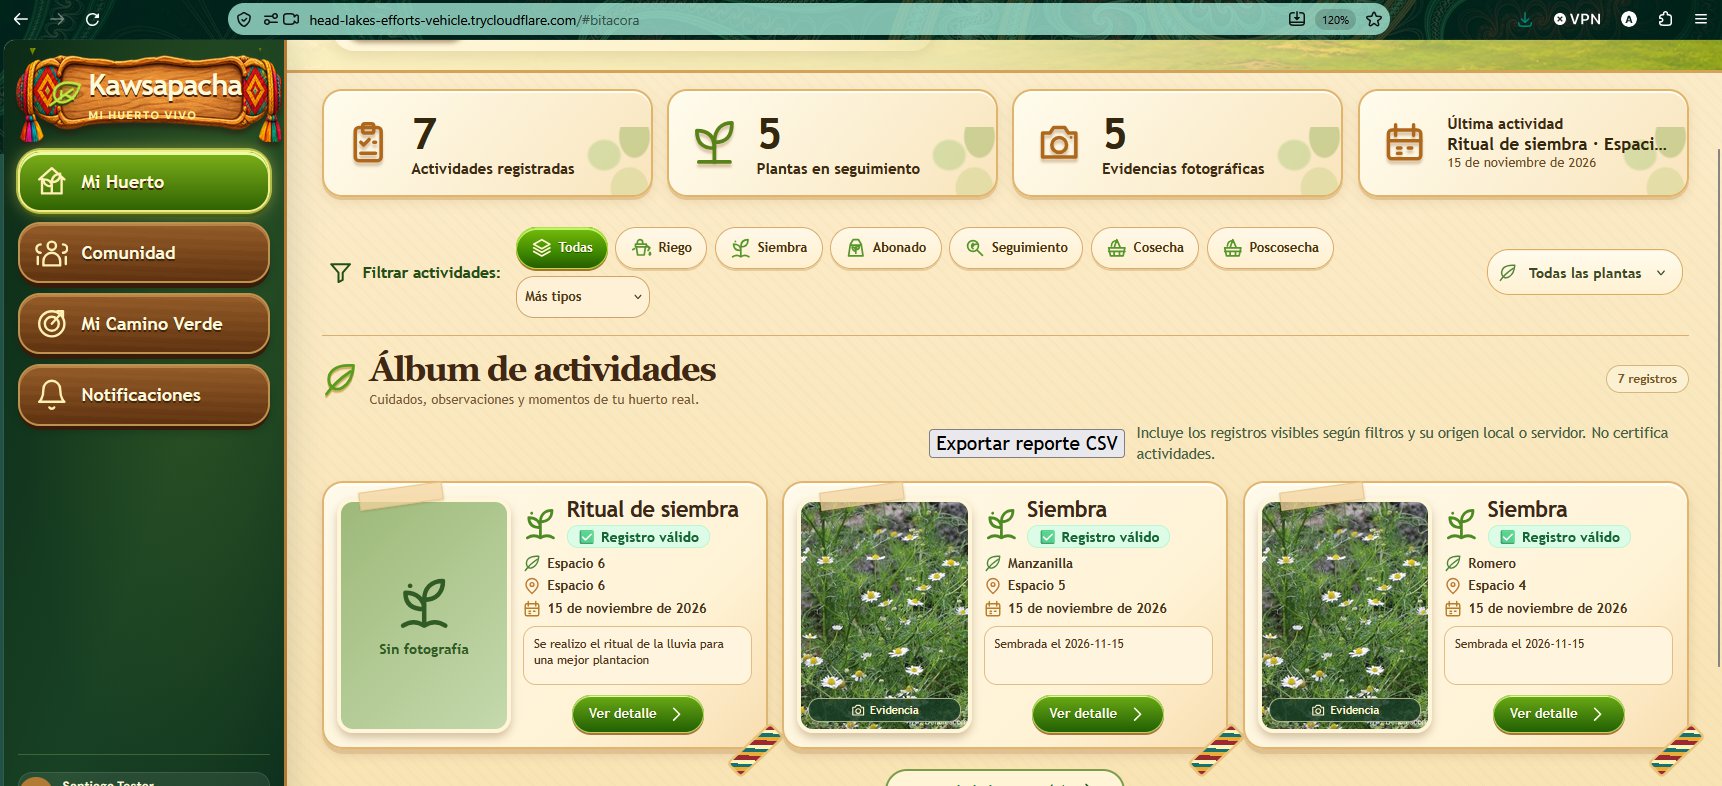 head-lakes-efforts-vehicle.trycloudflare.com/#bitacora
120%
VPN
Kawsapacha
MI HUERTO VIVO
Mi Huerto
Comunidad
Mi Camino Verde
Notificaciones
7
Actividades registradas
5
Plantas en seguimiento
5
Evidencias fotográficas
Última actividad
Ritual de siembra · Espaci...
15 de noviembre de 2026
Filtrar actividades:
Todas
Riego
Siembra
Abonado
Seguimiento
Cosecha
Poscosecha
Más tipos
Todas las plantas
Álbum de actividades
Cuidados, observaciones y momentos de tu huerto real.
7 registros
Exportar reporte CSV
Incluye los registros visibles según filtros y su origen local o servidor. No certifica
actividades.
Sin fotografía
Ritual de siembra
Registro válido
Espacio 6
Espacio 6
15 de noviembre de 2026
Se realizo el ritual de la lluvia para
una mejor plantacion
Ver detalle
Evidencia
Siembra
Registro válido
Manzanilla
Espacio 5
15 de noviembre de 2026
Sembrada el 2026-11-15
Ver detalle
Evidencia
Siembra
Registro válido
Romero
Espacio 4
15 de noviembre de 2026
Sembrada el 2026-11-15
Ver detalle
Santiago Tester